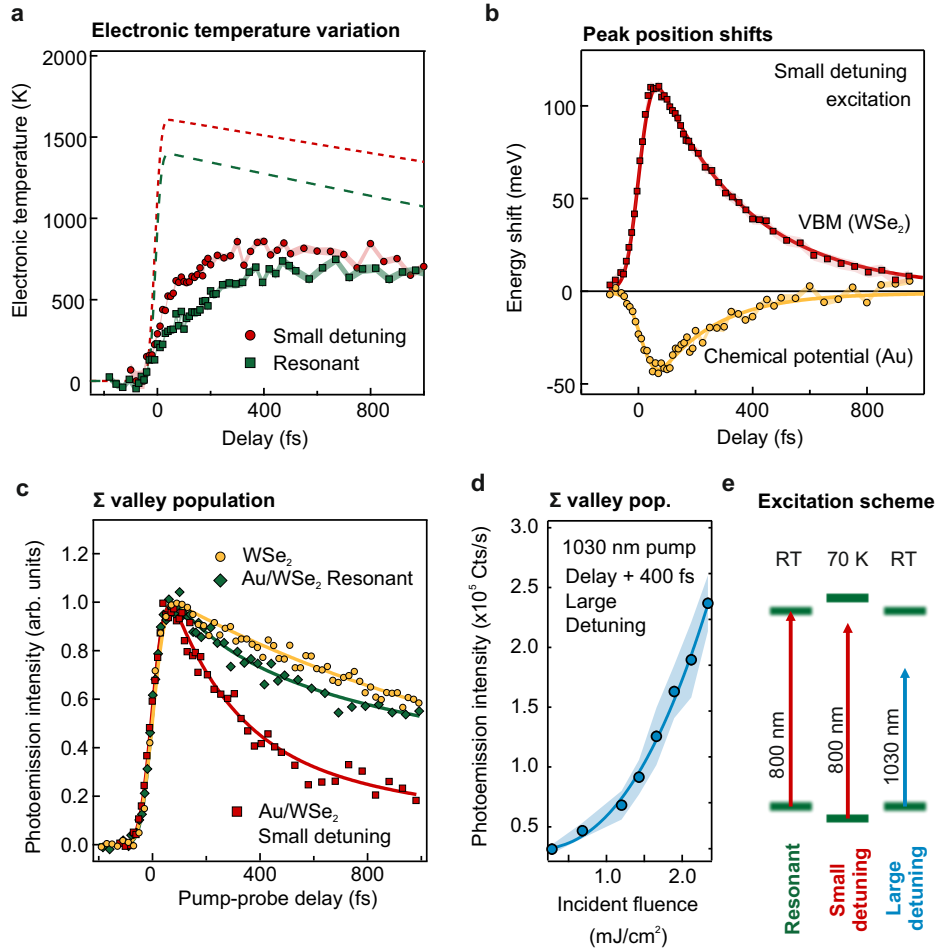 a
Electronic temperature variation
2000
1500
1000
500
0
Electronic temperature (K)
Small detuning
Resonant
0
400
800
Delay (fs)
b
Peak position shifts
Small detuning
excitation
100
50
0
-50
Energy shift (meV)
VBM (WSe₂)
Chemical potential (Au)
0
400
800
Delay (fs)
c
Σ valley population
1.2
1.0
0.8
0.6
0.4
0.2
0.0
Photoemission intensity (arb. units)
WSe₂
Au/WSe₂ Resonant
Au/WSe₂
Small detuning
0
200
400
600
800
Pump-probe delay (fs)
d
Σ valley pop.
3.0
2.5
2.0
1.5
1.0
0.5
Photoemission intensity (x10⁵ Cts/s)
1030 nm pump
Delay + 400 fs
Large
Detuning
1.0
2.0
Incident fluence
(mJ/cm²)
e
Excitation scheme
RT 70 K RT
800 nm
800 nm
1030 nm
Resonant
Small
detuning
Large
detuning